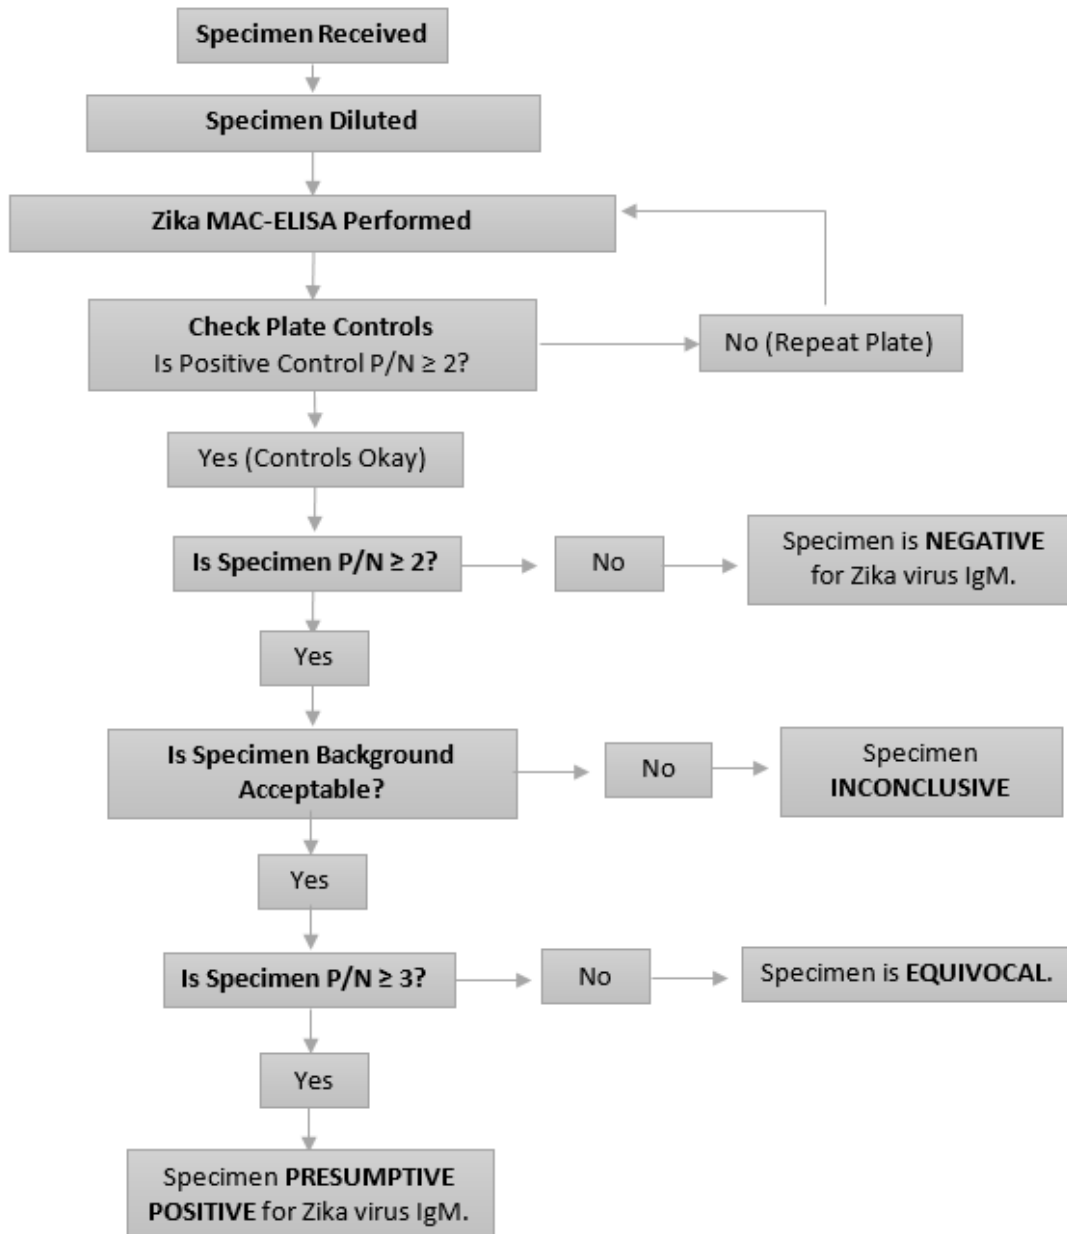 Specimen Received
Specimen Diluted
Zika MAC-ELISA Performed
Check Plate Controls
Is Positive Control P/N ≥ 2?
No (Repeat Plate)
Yes (Controls Okay)
Is Specimen P/N ≥ 2?
No
Specimen is NEGATIVE
for Zika virus IgM.
Yes
Is Specimen Background
Acceptable?
No
Specimen
INCONCLUSIVE
Yes
Is Specimen P/N ≥ 3?
No
Specimen is EQUIVOCAL.
Yes
Specimen PRESUMPTIVE
POSITIVE for Zika virus IgM.